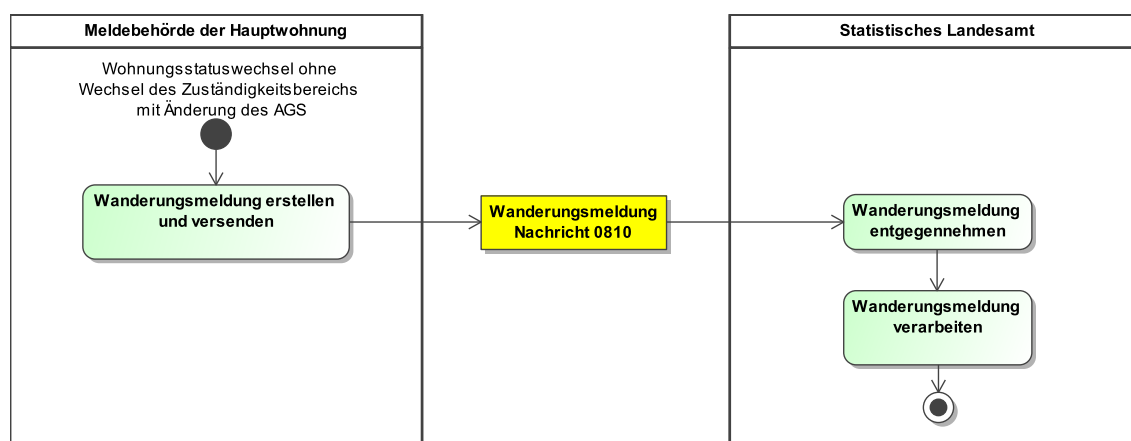 Meldebehörde der Hauptwohnung
Statistisches Landesamt
Wohnungsstatuswechsel ohne
Wechsel des Zuständigkeitsbereichs
mit Änderung des AGS
Wanderungsmeldung erstellen
und versenden
Wanderungsmeldung
Nachricht 0810
Wanderungsmeldung
entgegennehmen
Wanderungsmeldung
verarbeiten